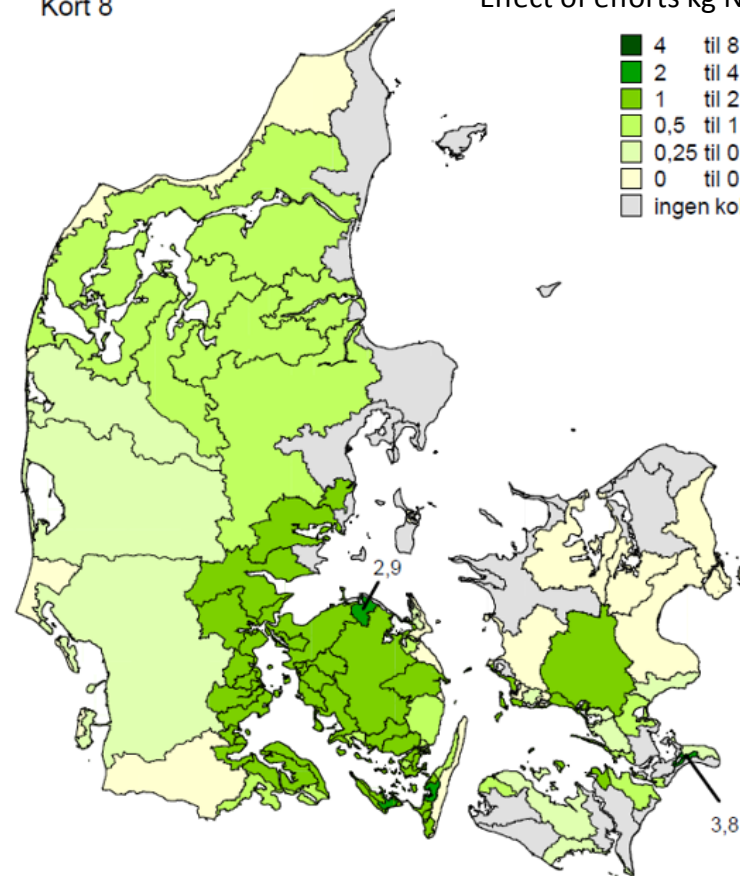 Kort 8
Effect of efforts kg N
4 til 8
2 til 4
1 til 2
0,5 til 1
0,25 til 0
0 til 0
ingen ko
2,9
3,8